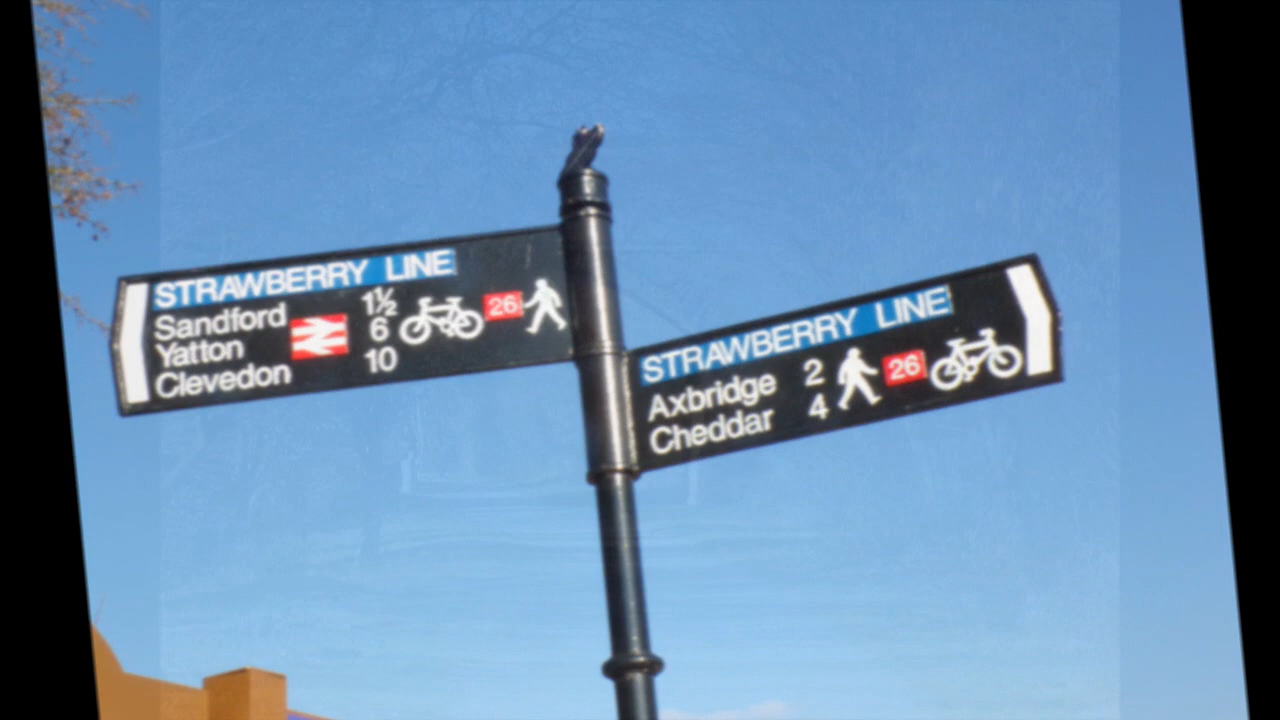 STRAWBERRY LINE
Sandford 1½
Yatton 6
Clevedon 10
26
STRAWBERRY LINE
Axbridge 2
Cheddar 4
26